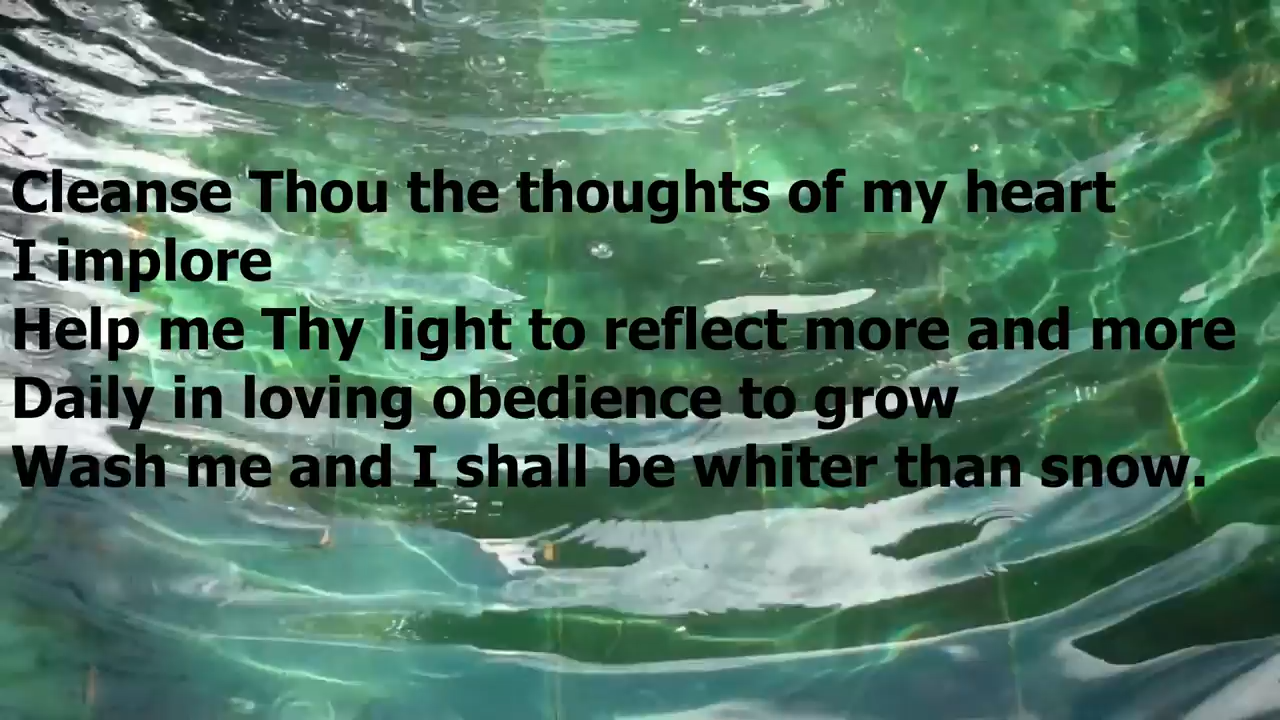 Cleanse Thou the thoughts of my heart
I implore
Help me Thy light to reflect more and more
Daily in loving obedience to grow
Wash me and I shall be whiter than snow.